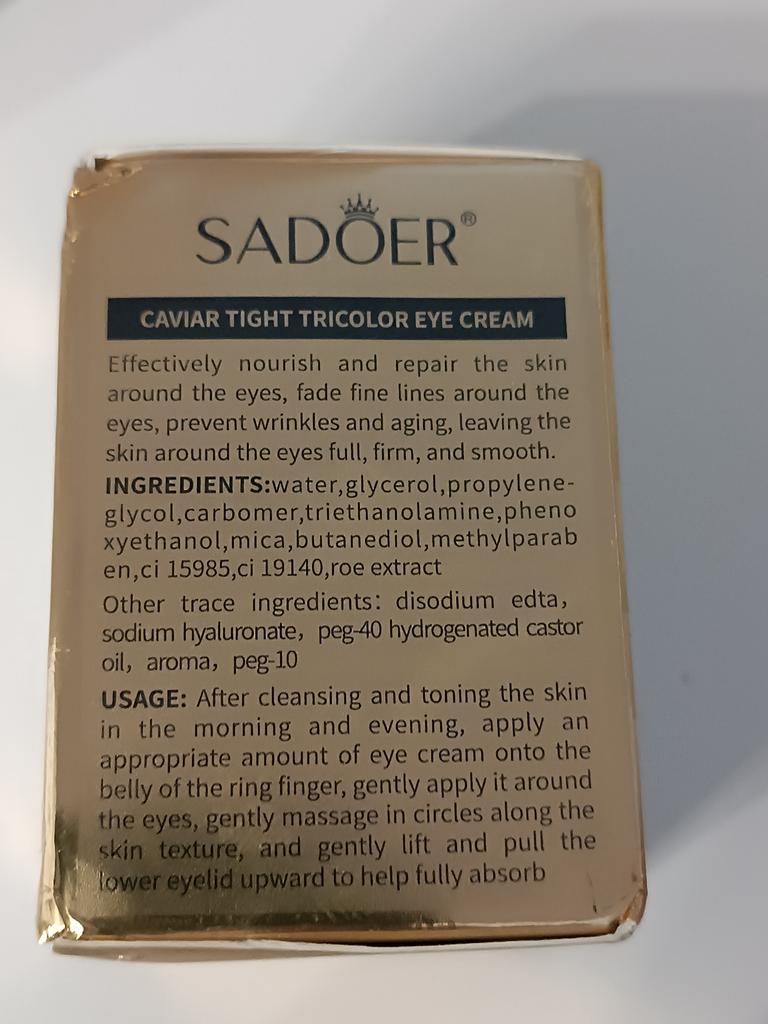 SADOER®
CAVIAR TIGHT TRICOLOR EYE CREAM
Effectively nourish and repair the skin
around the eyes, fade fine lines around the
eyes, prevent wrinkles and aging, leaving the
skin around the eyes full, firm, and smooth.
INGREDIENTS:water,glycerol,propylene-
glycol,carbomer,triethanolamine,pheno
xyethanol,mica,butanediol,methylparab
en,ci 15985,ci 19140,roe extract
Other trace ingredients: disodium edta,
sodium hyaluronate, peg-40 hydrogenated castor
oil, aroma, peg-10
USAGE: After cleansing and toning the skin
in the morning and evening, apply an
appropriate amount of eye cream onto the
belly of the ring finger, gently apply it around
the eyes, gently massage in circles along the
skin texture, and gently lift and pull the
lower eyelid upward to help fully absorb